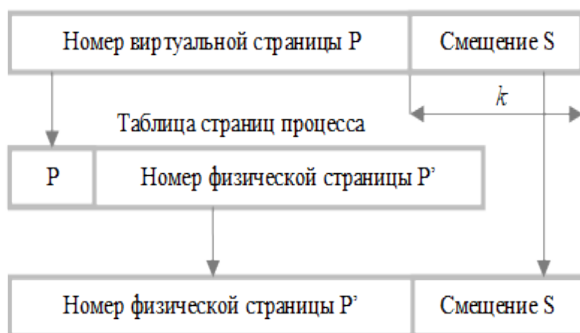 Номер виртуальной страницы P Смещение S
k
Таблица страниц процесса
P Номер физической страницы P’
Номер физической страницы P’ Смещение S